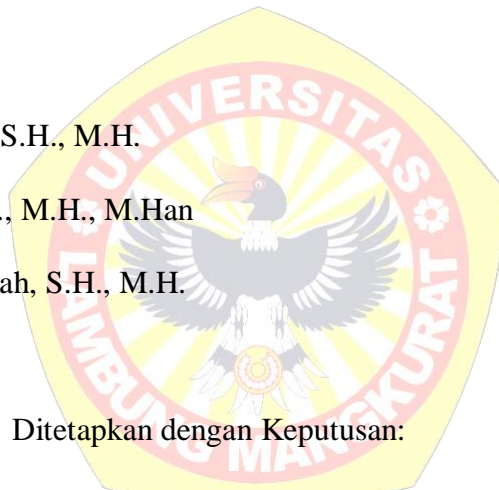 UNIVERSITAS
S.H., M.H.
., M.H., M.Han
ah, S.H., M.H.
LAMBUNG MANGKURAT
Ditetapkan dengan Keputusan: